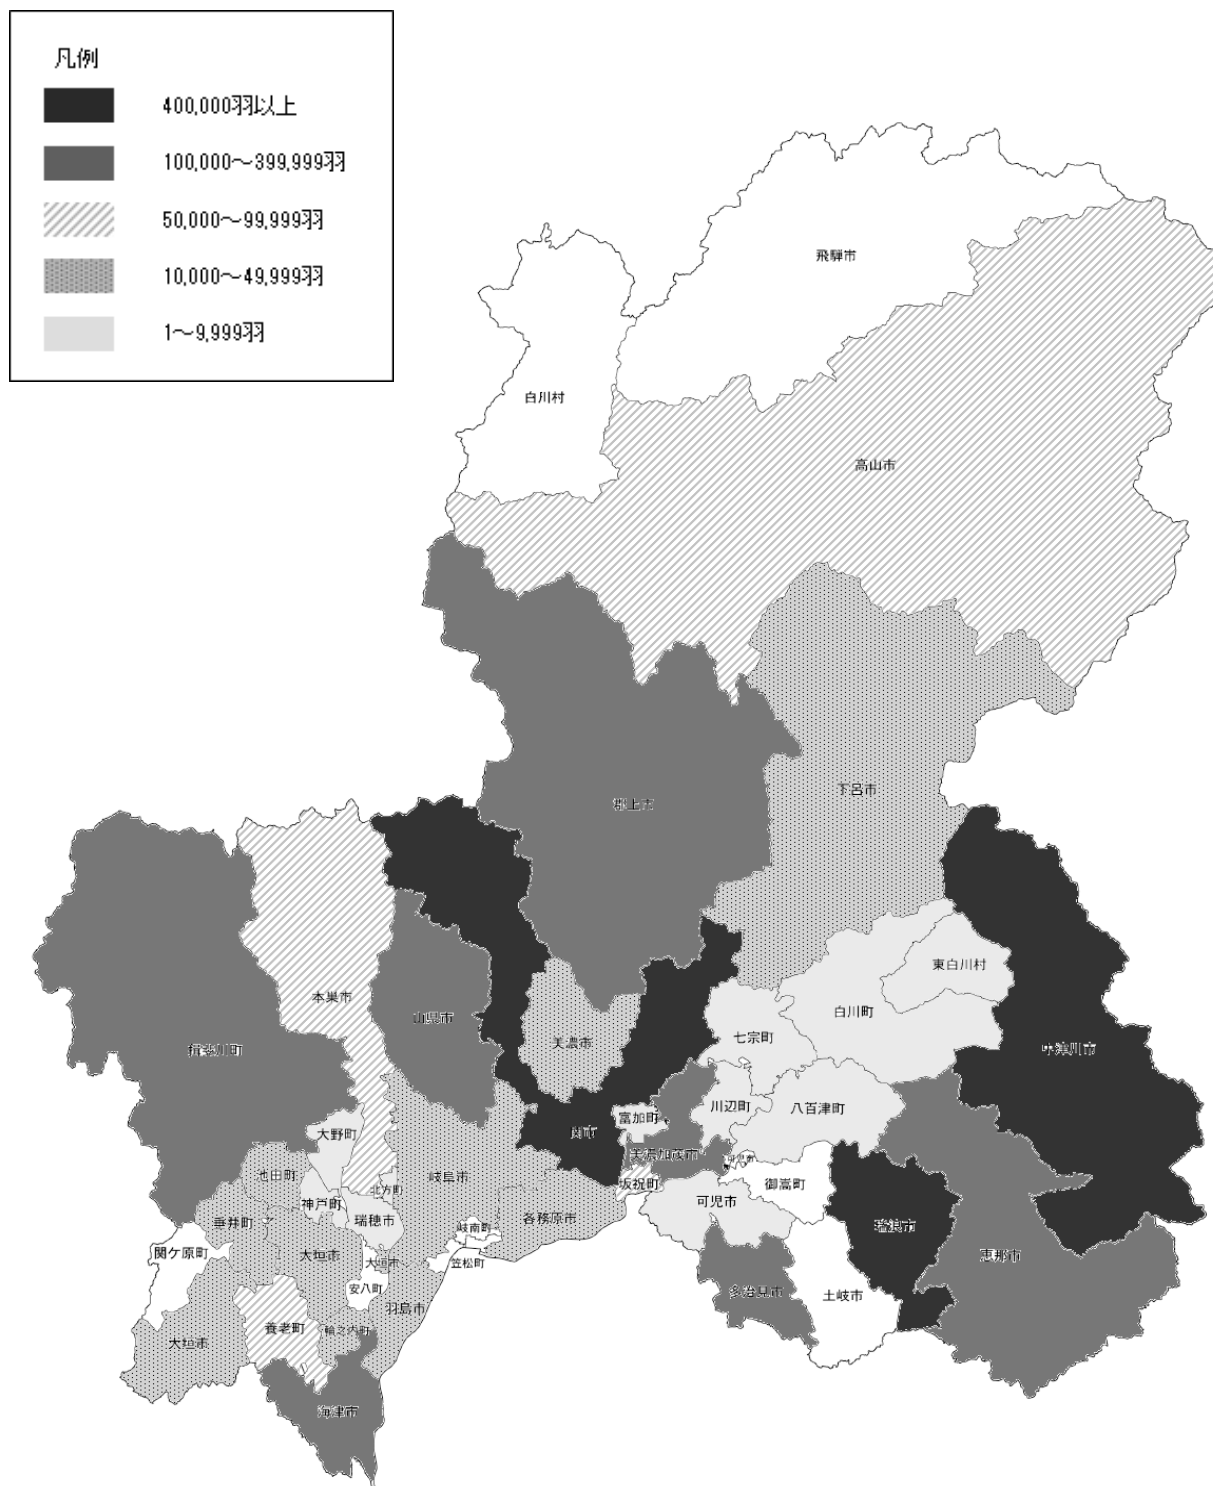 凡例
400,000羽以上
100,000～399,999羽
50,000～99,999羽
10,000～49,999羽
1～9,999羽
飛騨市
白川村
高山市
下呂市
郡上市
東白川村
本巣市
白川町
山県市
七宗町
美濃市
中津川市
揖斐川町
川辺町
八百津町
富加町
関市
大野町
美濃加茂市
池田町
岐阜市
坂祝町
御嵩町
北方町
神戸町
可児市
垂井町
瑞穂市
各務原市
瑞浪市
岐南町
関ケ原町
大垣市
恵那市
大垣市
笠松町
安八町
多治見市
土岐市
羽島市
養老町
輪之内町
大垣市
海津市